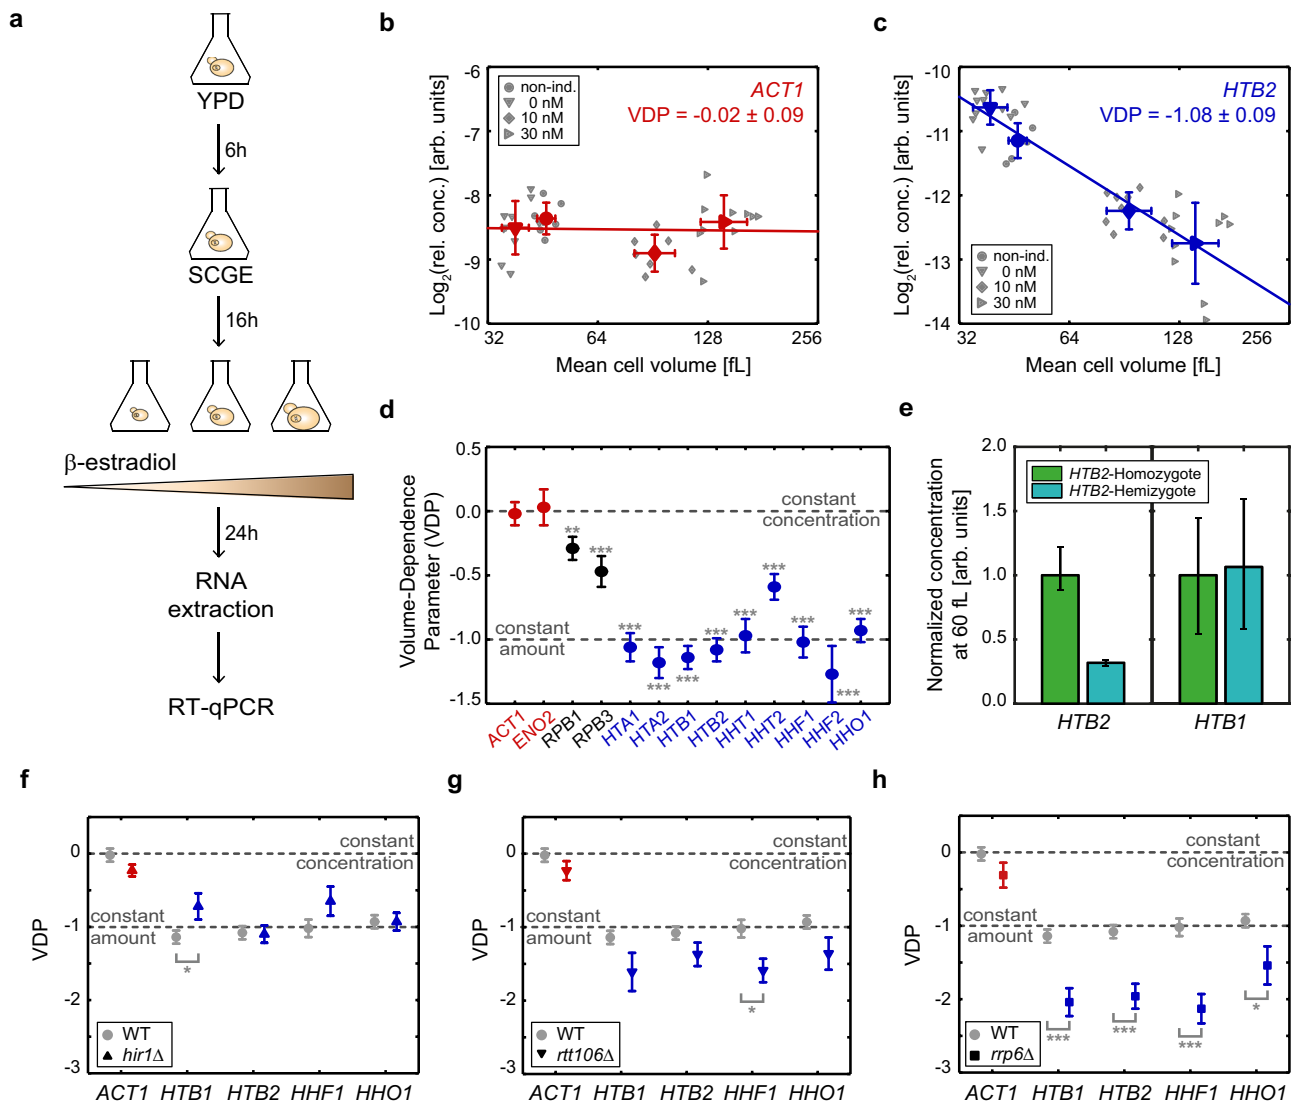 a
YPD
6h
SCGE
16h
β-estradiol
24h
RNA
extraction
RT-qPCR
b
Log2(rel. conc.) [arb. units]
-6
-7
-8
-9
-10
non-ind.
0 nM
10 nM
30 nM
ACT1
VDP = -0.02 ± 0.09
32
64
128
256
Mean cell volume [fL]
c
Log2(rel. conc.) [arb. units]
-10
-11
-12
-13
-14
HTB2
VDP = -1.08 ± 0.09
non-ind.
0 nM
10 nM
30 nM
32
64
128
256
Mean cell volume [fL]
d
Volume-Dependence
Parameter (VDP)
0.5
0.0
-0.5
-1.0
-1.5
constant
concentration
constant
amount
**
***
***
***
***
***
***
***
***
***
***
ACT1
ENO2
RPB1
RPB3
HTA1
HTA2
HTB1
HTB2
HHT1
HHT2
HHF1
HHF2
HHO1
e
Normalized concentration
at 60 fL [arb. units]
2.0
1.5
1.0
0.5
0.0
HTB2-Homozygote
HTB2-Hemizygote
HTB2
HTB1
f
VDP
0
-1
-2
-3
constant
concentration
constant
amount
*
WT
hir1Δ
ACT1 HTB1 HTB2 HHF1 HHO1
g
VDP
0
-1
-2
-3
constant
concentration
constant
amount
*
WT
rtt106Δ
ACT1 HTB1 HTB2 HHF1 HHO1
h
VDP
0
-1
-2
-3
constant
concentration
constant
amount
***
***
***
*
WT
rrp6Δ
ACT1 HTB1 HTB2 HHF1 HHO1